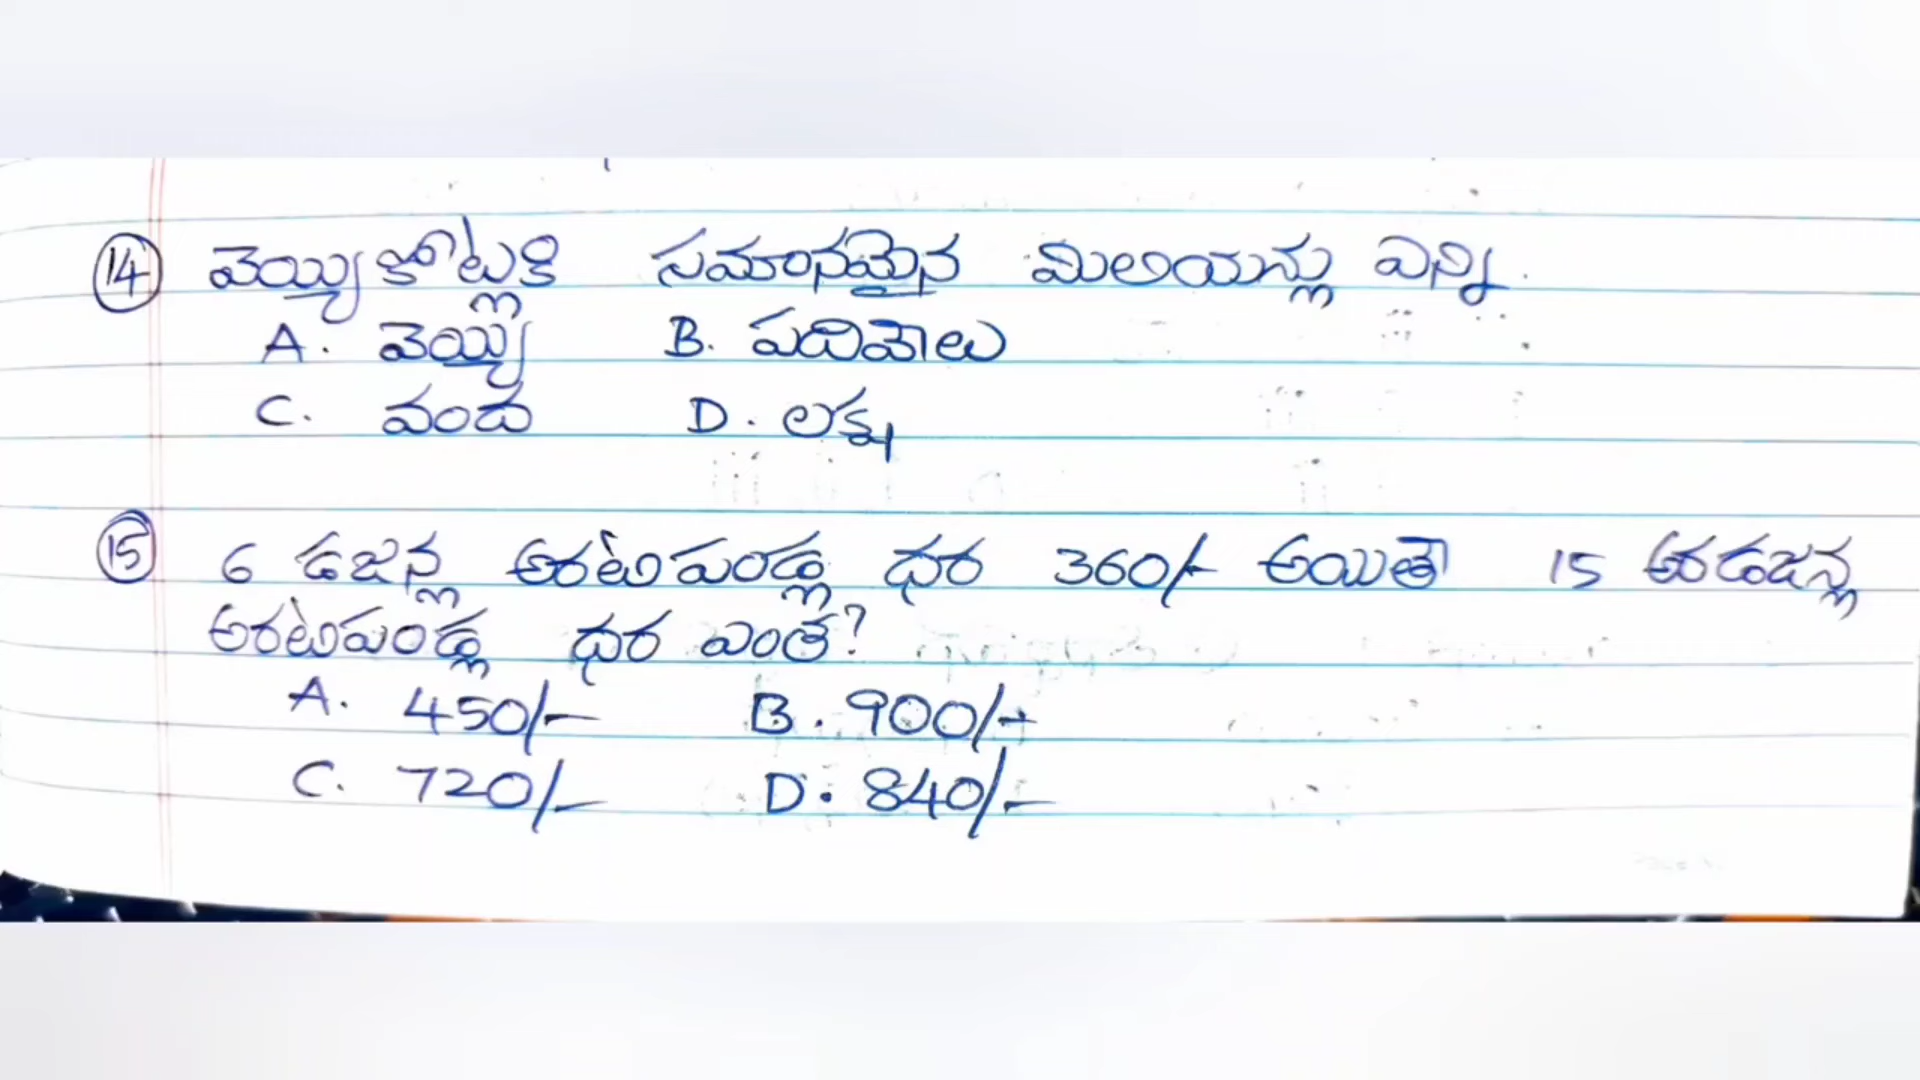 14 వెయ్యికోట్లకి సమానమైన మిలియన్లు ఎన్ని.
A. వెయ్యి B. పదివేలు
C. వంద D. లక్ష
15 6 డజన్ల అరటిపండ్ల ధర 360/- అయితే 15 అరడజన్ల
అరటిపండ్ల ధర ఎంత?
A. 450/- B. 900/-
C. 720/- D. 840/-